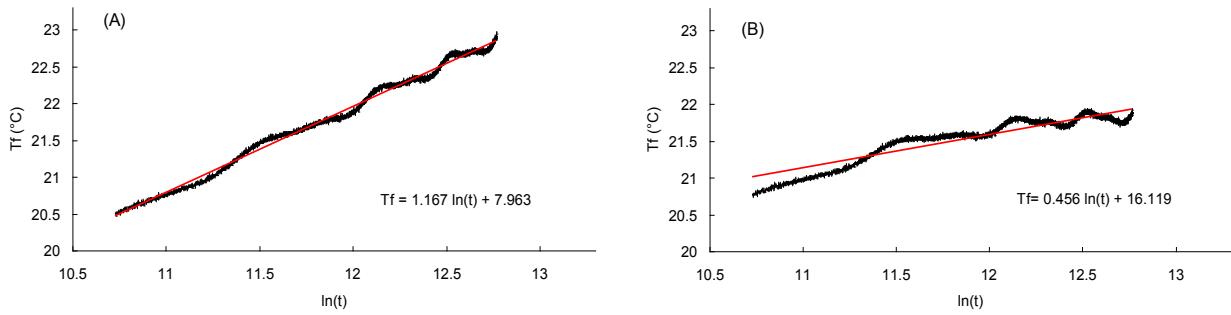 (A)
23
22.5
22
21.5
21
20.5
20
Tf (°C)
Tf = 1.167 ln(t) + 7.963
10.5 11 11.5 12 12.5 13
ln(t)
(B)
23
22.5
22
21.5
21
20.5
20
Tf (°C)
Tf= 0.456 ln(t) + 16.119
10.5 11 11.5 12 12.5 13
ln(t)